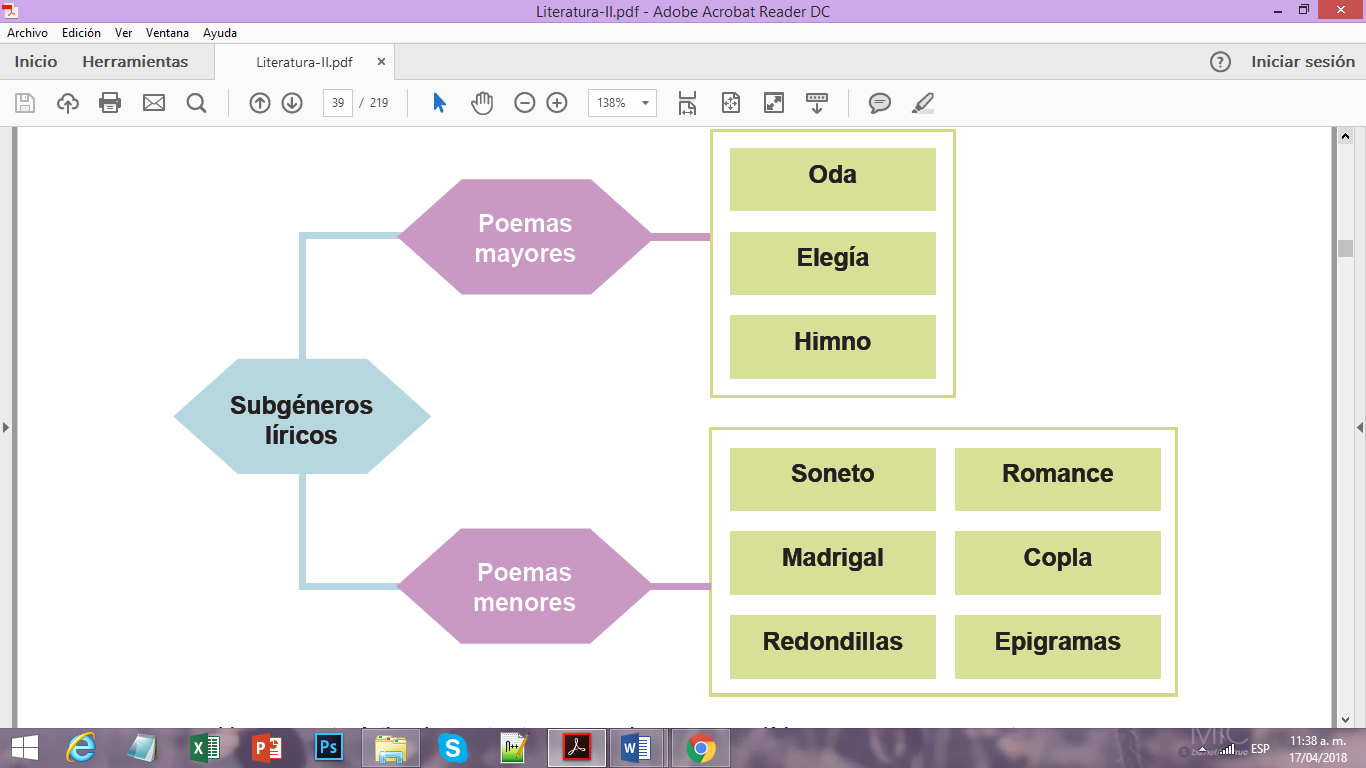 Literatura-II.pdf - Adobe Acrobat Reader DC
Archivo Edición Ver Ventana Ayuda
Inicio Herramientas Literatura-II.pdf × Iniciar sesión
39 / 219 138%
Oda
Poemas
mayores
Elegía
Himno
Subgéneros
líricos
Soneto Romance
Madrigal Copla
Poemas
menores
Redondillas Epigramas
ESP
11:38 a. m.
17/04/2018